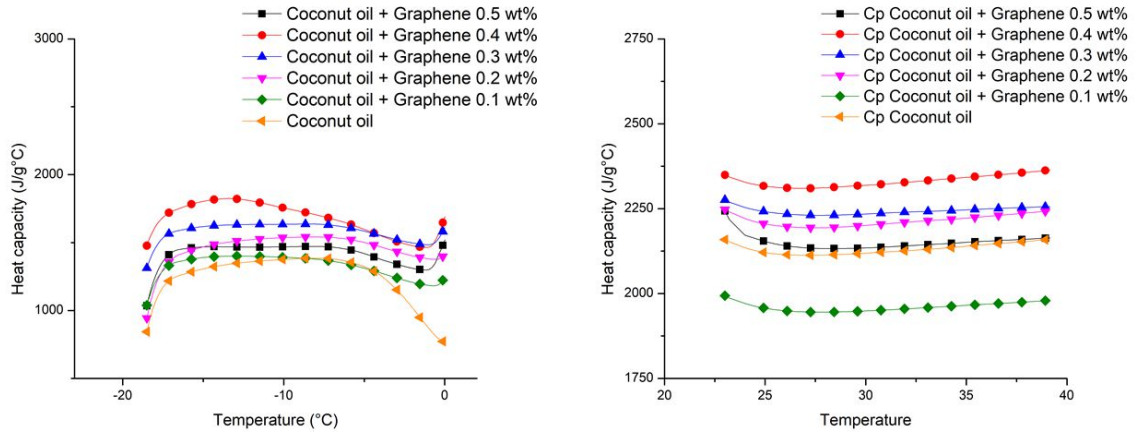 Coconut oil + Graphene 0.5 wt%
Coconut oil + Graphene 0.4 wt%
Coconut oil + Graphene 0.3 wt%
Coconut oil + Graphene 0.2 wt%
Coconut oil + Graphene 0.1 wt%
Coconut oil
3000
2000
1000
Heat capacity (J/g°C)
-20
-10
0
Temperature (°C)
Cp Coconut oil + Graphene 0.5 wt%
Cp Coconut oil + Graphene 0.4 wt%
Cp Coconut oil + Graphene 0.3 wt%
Cp Coconut oil + Graphene 0.2 wt%
Cp Coconut oil + Graphene 0.1 wt%
Cp Coconut oil
2750
2500
2250
2000
1750
Heat capacity (J/g°C)
20
25
30
35
40
Temperature